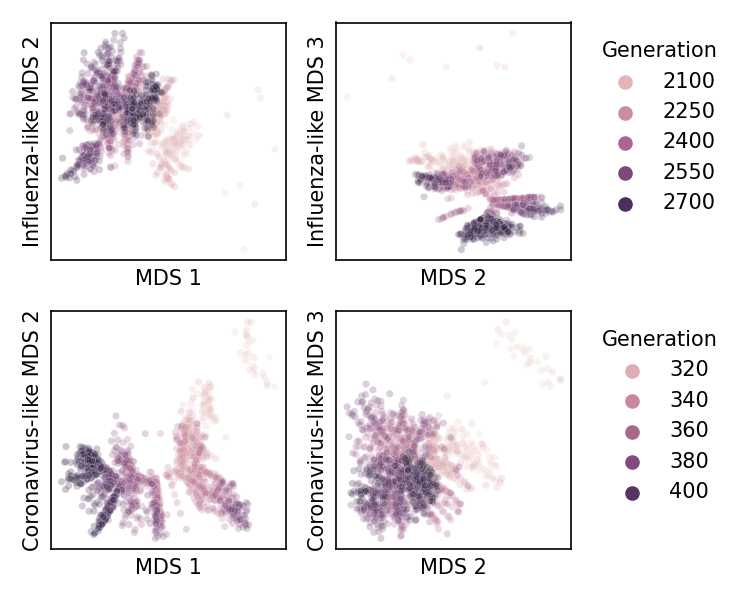 Influenza-like MDS 2
MDS 1
Influenza-like MDS 3
MDS 2
Generation
2100
2250
2400
2550
2700
Coronavirus-like MDS 2
MDS 1
Coronavirus-like MDS 3
MDS 2
Generation
320
340
360
380
400